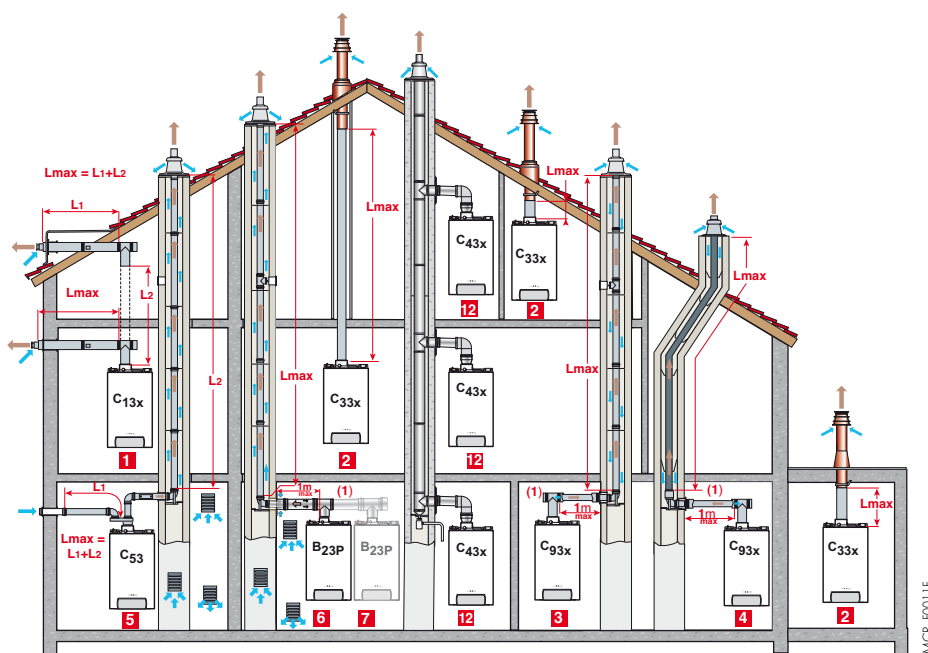 Lmax = L1+L2
L1
Lmax
L2
C13x
1
L1
Lmax =
L1+L2
C53
5
L2
Lmax
Lmax
C33x
2
1m
max
(1)
B23P
6
B23P
7
C43x
12
C43x
12
C43x
12
Lmax
C33x
2
Lmax
(1)
1m
max
C93x
3
Lmax
(1)
1m
max
C93x
4
Lmax
C33x
2